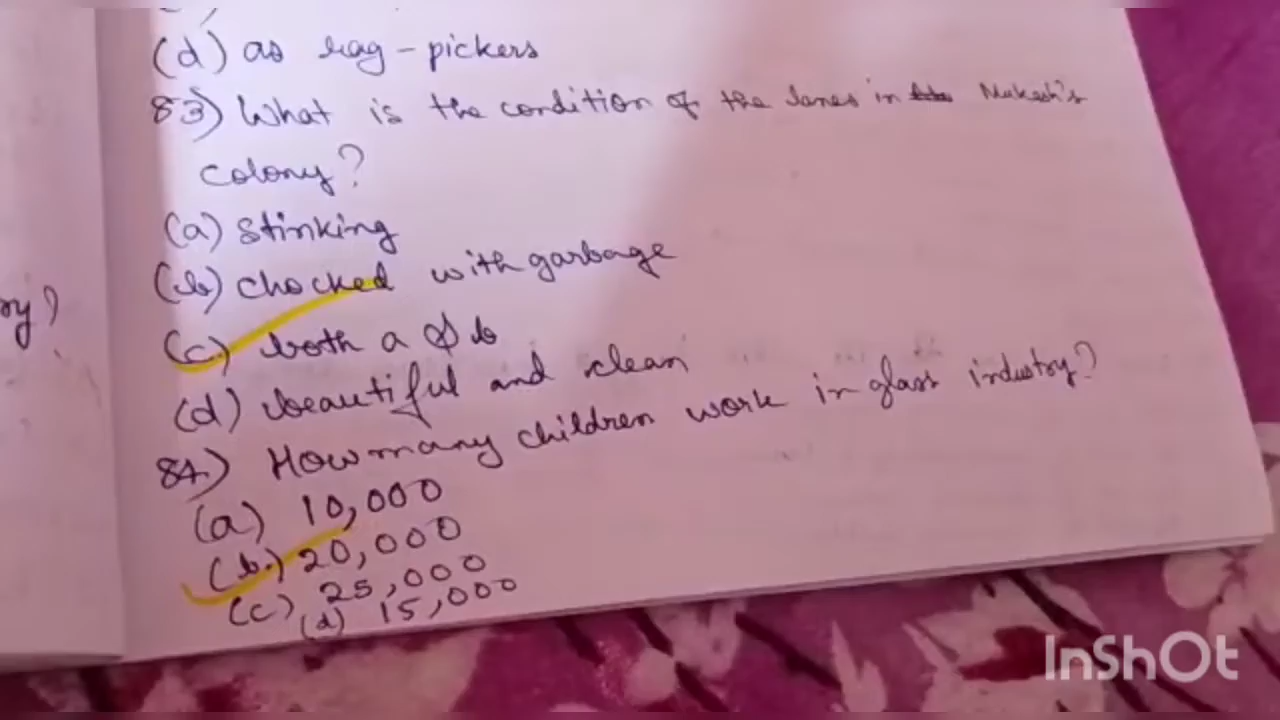 (d) as rag-pickers
83) What is the condition of the lanes in Mukesh's
colony?
(a) stinking
(b) chocked with garbage
(c) both a & b
(d) beautiful and clean
84.) How many children work in glass industry?
(a) 10,000
(b.) 20,000
(c) 25,000
(d) 15,000
ry)
InShOt